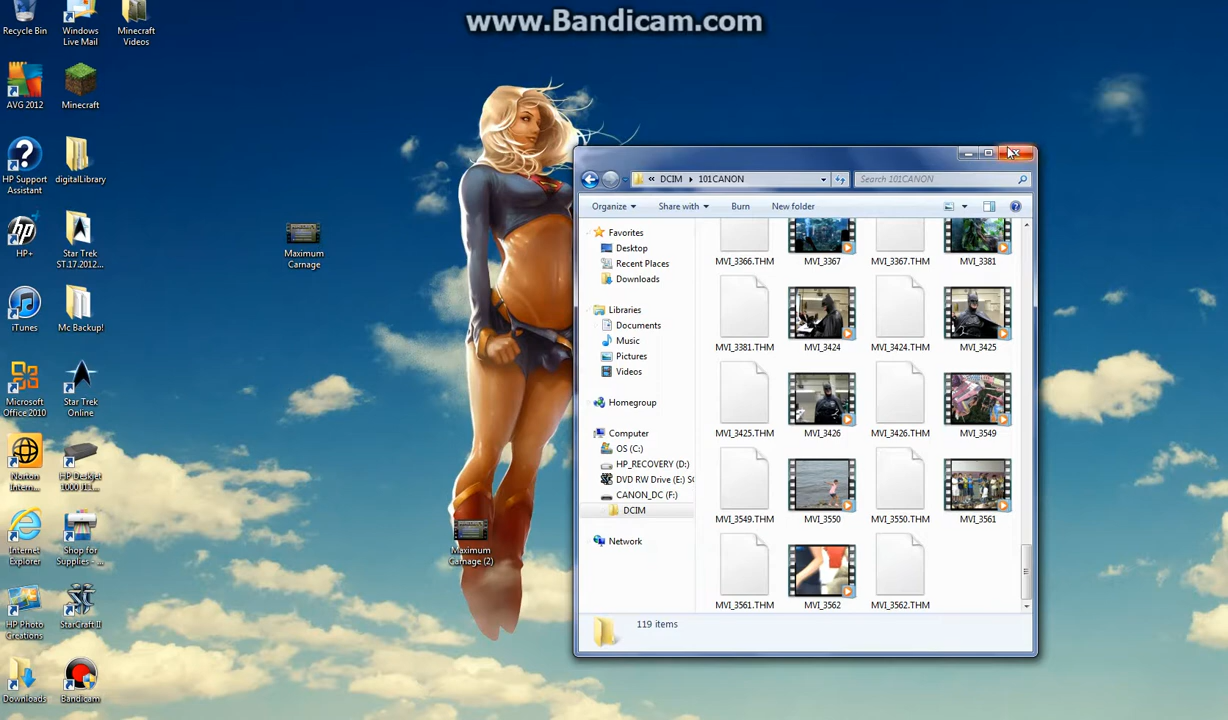 www.Bandicam.com
Recycle Bin
Windows
Live Mail
Minecraft
Videos
AVG 2012
Minecraft
HP Support
Assistant
digitalLibrary
HP+
Star Trek
ST.17.2012...
iTunes
Mc Backup!
Microsoft
Office 2010
Star Trek
Online
Norton
Intern...
HP Deskjet
1000 J1...
Internet
Explorer
Shop for
Supplies - ...
HP Photo
Creations
StarCraft II
Downloads
Bandicam
Maximum
Carnage
Maximum
Carnage (2)
« DCIM ▸ 101CANON
Search 101CANON
Organize
Share with
Burn
New folder
Favorites
Desktop
Recent Places
Downloads
Libraries
Documents
Music
Pictures
Videos
Homegroup
Computer
OS (C:)
HP_RECOVERY (D:)
DVD RW Drive (E:) SC
CANON_DC (F:)
DCIM
Network
MVI_3366.THM MVI_3367 MVI_3367.THM MVI_3381
MVI_3381.THM MVI_3424 MVI_3424.THM MVI_3425
MVI_3425.THM MVI_3426 MVI_3426.THM MVI_3549
MVI_3549.THM MVI_3550 MVI_3550.THM MVI_3561
MVI_3561.THM MVI_3562 MVI_3562.THM
119 items